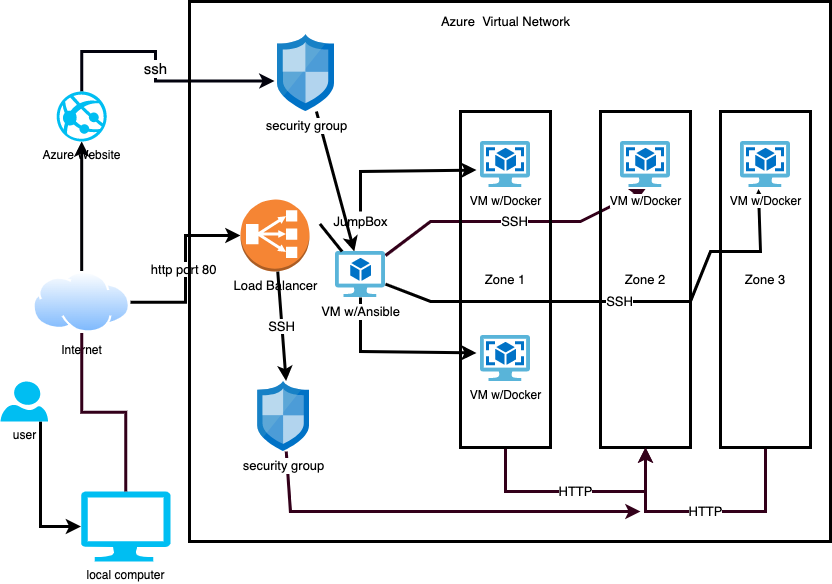 Azure  Virtual Network
ssh
security group
Azure Website
VM w/Docker
VM w/Docker
VM w/Docker
JumpBox
SSH
http port 80
Load Balancer
Zone 1
Zone 2
Zone 3
VM w/Ansible
SSH
SSH
Internet
VM w/Docker
user
security group
HTTP
HTTP
local computer